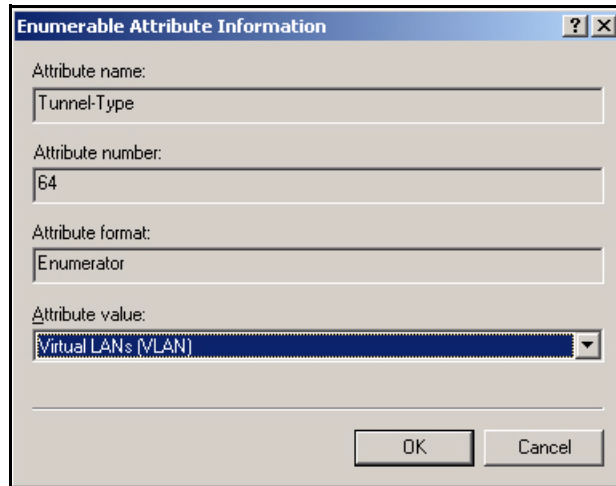 Enumerable Attribute Information
Attribute name:
Tunnel-Type
Attribute number:
64
Attribute format:
Enumerator
Attribute value:
Virtual LANs (VLAN)
OK Cancel